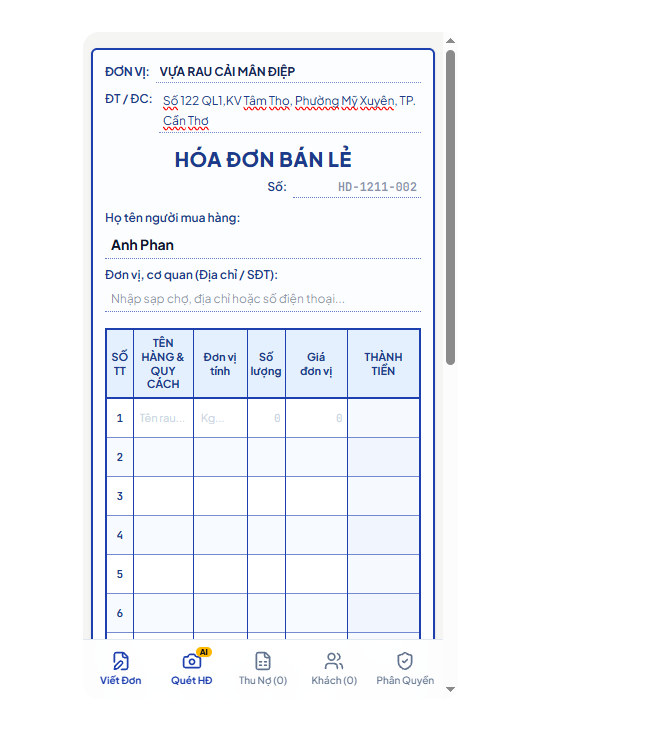 ĐƠN VỊ: VỰA RAU CẢI MẪN ĐIỆP
ĐT / ĐC: Số 122 QL1,KV Tâm Thọ, Phường Mỹ Xuyên, TP.
Cần Thơ
HÓA ĐƠN BÁN LẺ
Số: HD-1211-002
Họ tên người mua hàng:
Anh Phan
Đơn vị, cơ quan (Địa chỉ / SĐT):
Nhập sạp chợ, địa chỉ hoặc số điện thoại...
SỐ TT TÊN HÀNG & QUY CÁCH Đơn vị tính Số lượng Giá đơn vị THÀNH TIỀN
1 Tên rau... Kg... 0 0
2
3
4
5
6
AI
Viết Đơn Quét HĐ Thu Nợ (0) Khách (0) Phân Quyền